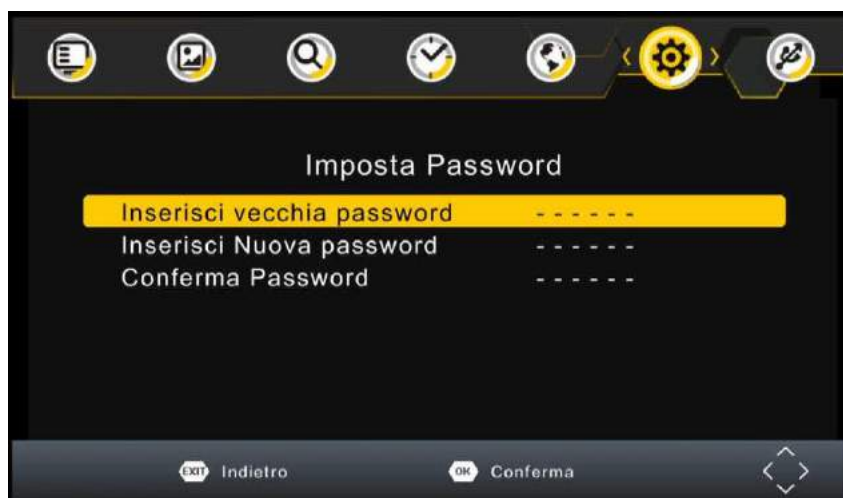 Imposta Password
Inserisci vecchia password - - - - - -
Inserisci Nuova password - - - - - -
Conferma Password - - - - - -
EXIT Indietro OK Conferma